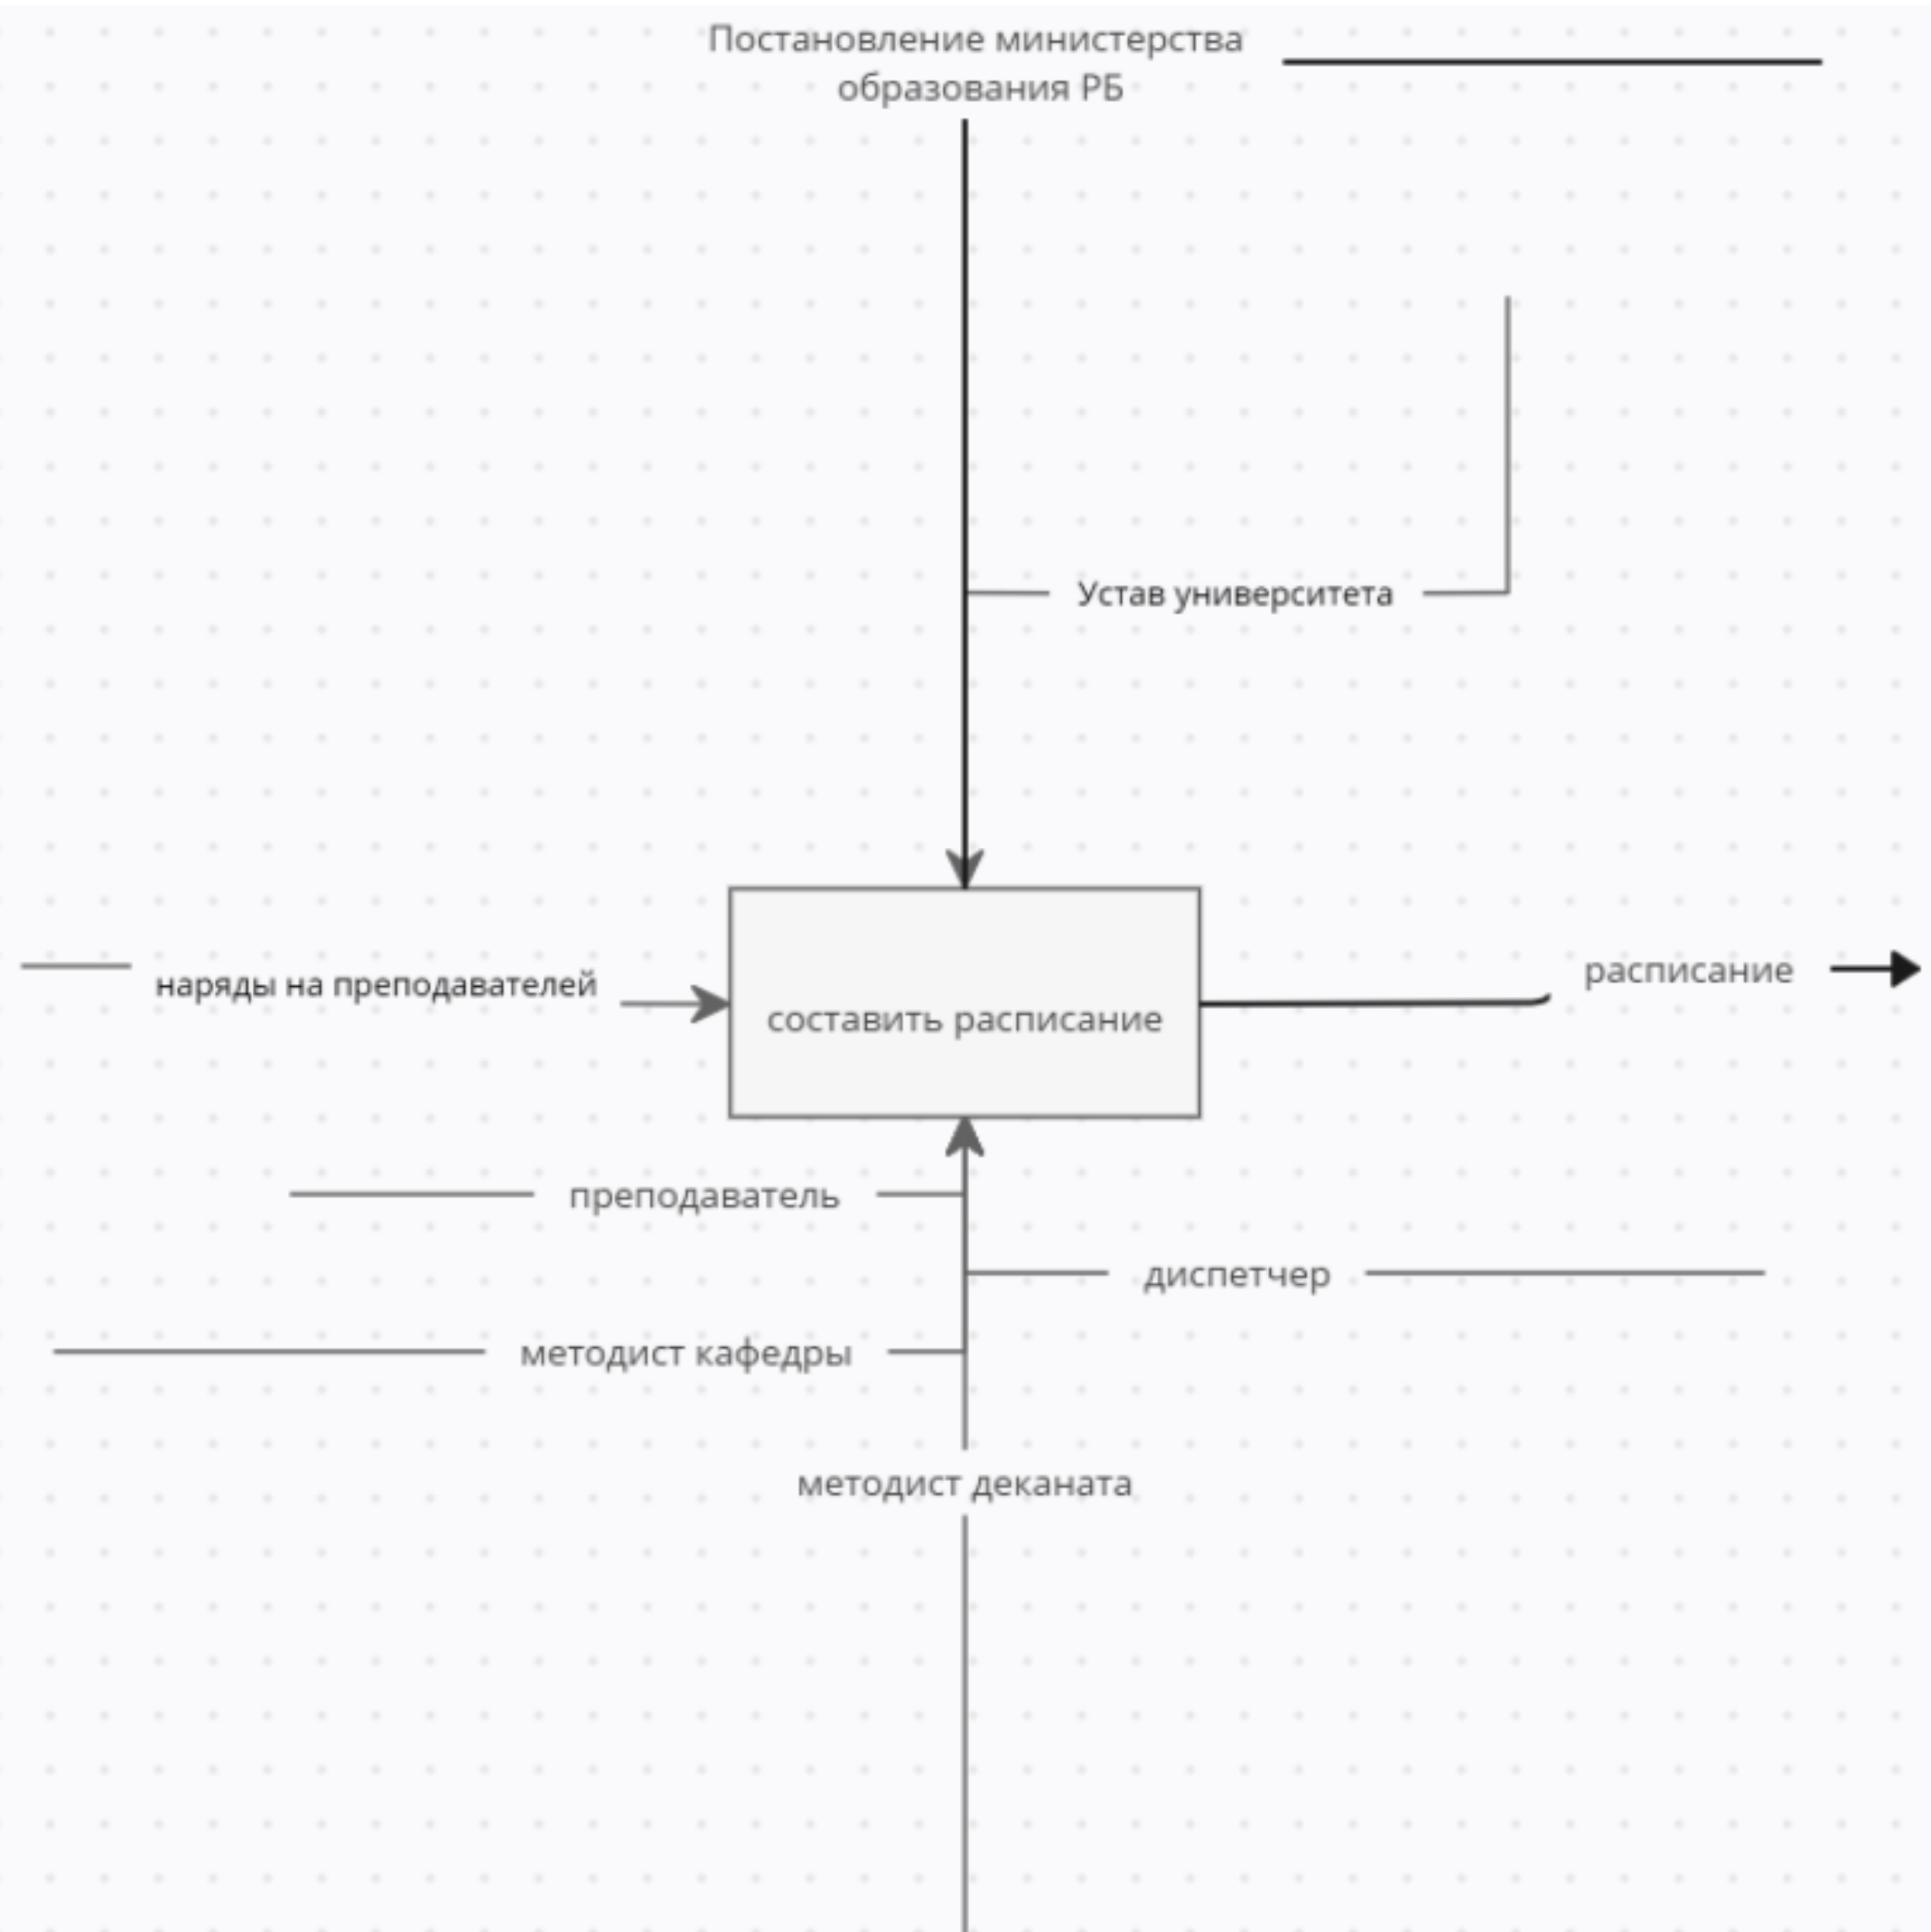 Постановление министерства
образования РБ
Устав университета
наряды на преподавателей
составить расписание
расписание
преподаватель
диспетчер
методист кафедры
методист деканата